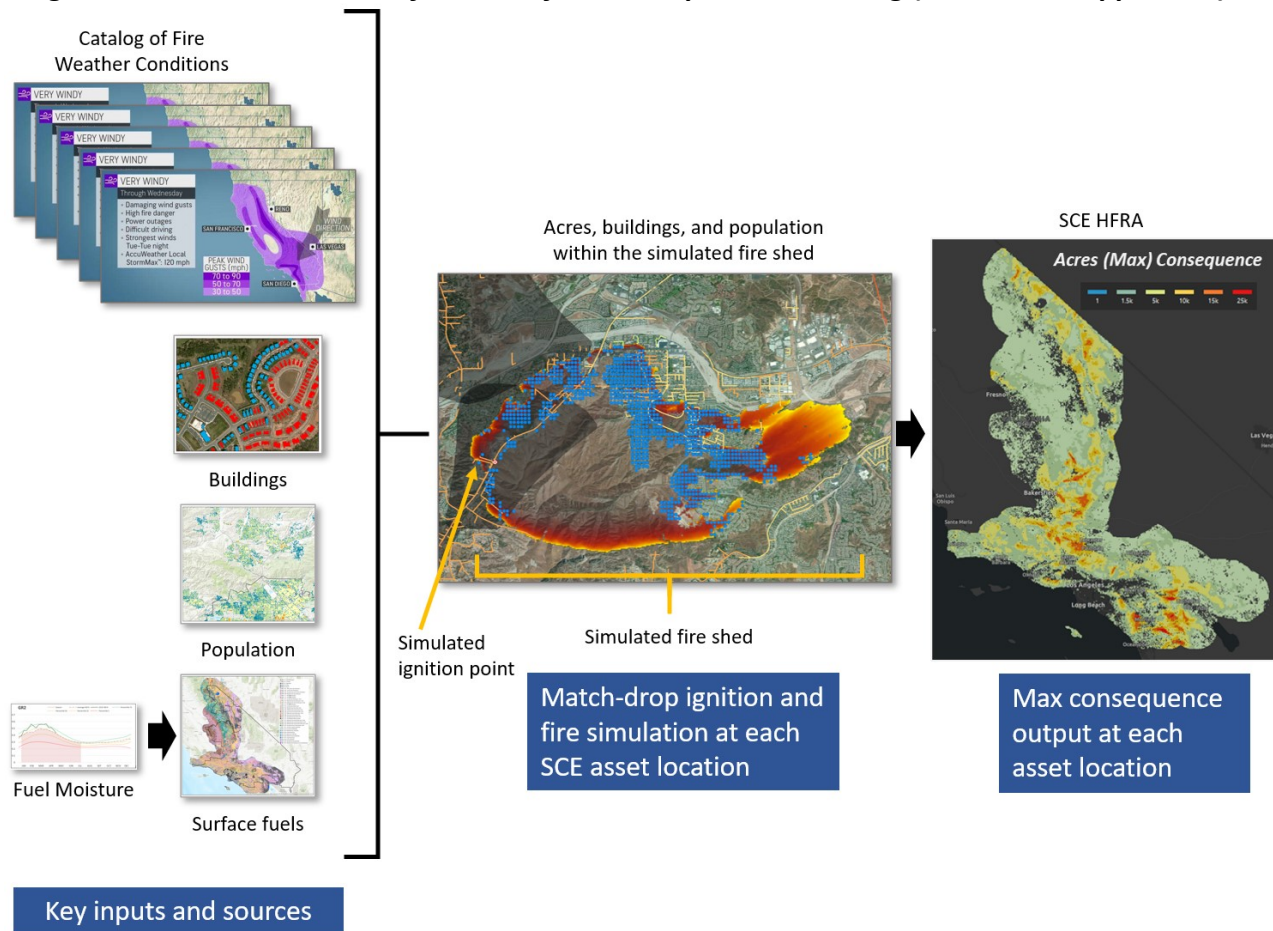 Catalog of Fire
Weather Conditions
VERY WINDY
VERY WINDY
VERY WINDY
VERY WINDY
VERY WINDY
Through Wednesday
• Damaging wind gusts
• High fire danger
• Power outages
• Difficult driving
• Strongest winds
Tue-Tue night
• AccuWeather Local
StormMax™: 120 mph
RENO
SAN FRANCISCO
WIND
DIRECTION
LAS VEGAS
SAN DIEGO
PEAK WIND
GUSTS (mph)
70 to 90
50 to 70
30 to 50
Buildings
Population
Fuel Moisture
Surface fuels
Key inputs and sources
Acres, buildings, and population
within the simulated fire shed
Simulated
ignition point
Simulated fire shed
Match-drop ignition and
fire simulation at each
SCE asset location
SCE HFRA
Acres (Max) Consequence
1 1.5k 5k 10k 15k 25k
Fresno
Las Vega
San Luis
Obispo
Bakersfield
Santa Maria
Los Angeles
Long Beach
Max consequence
output at each
asset location